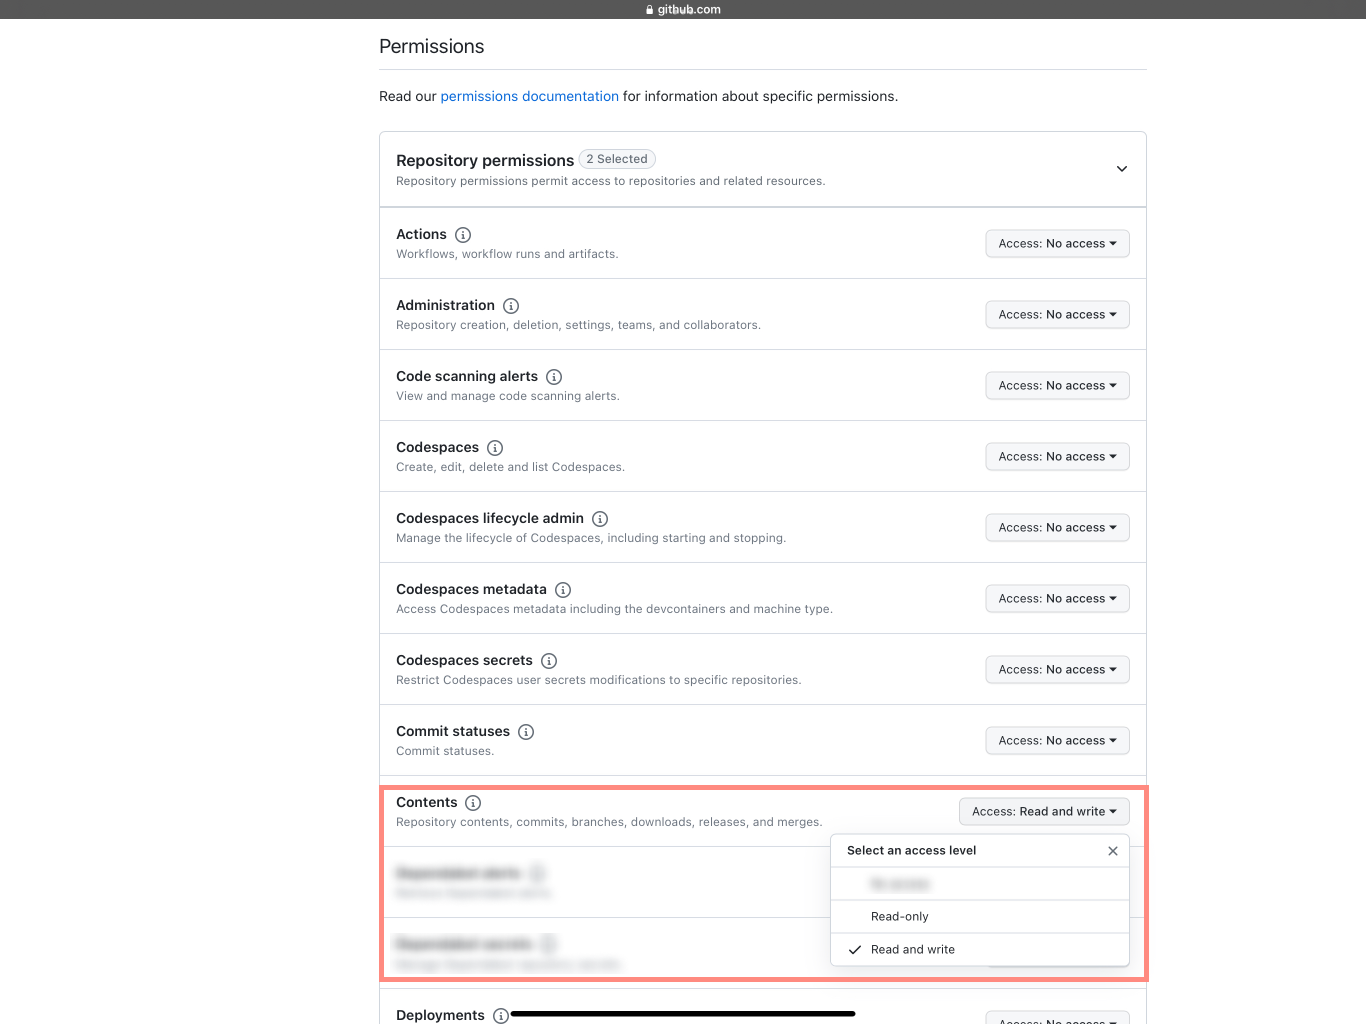 github.com
Permissions
Read our permissions documentation for information about specific permissions.
Repository permissions 2 Selected
Repository permissions permit access to repositories and related resources.
Actions
Workflows, workflow runs and artifacts.
Access: No access
Administration
Repository creation, deletion, settings, teams, and collaborators.
Access: No access
Code scanning alerts
View and manage code scanning alerts.
Access: No access
Codespaces
Create, edit, delete and list Codespaces.
Access: No access
Codespaces lifecycle admin
Manage the lifecycle of Codespaces, including starting and stopping.
Access: No access
Codespaces metadata
Access Codespaces metadata including the devcontainers and machine type.
Access: No access
Codespaces secrets
Restrict Codespaces user secrets modifications to specific repositories.
Access: No access
Commit statuses
Commit statuses.
Access: No access
Contents
Repository contents, commits, branches, downloads, releases, and merges.
Access: Read and write
Select an access level
Read-only
Read and write
Deployments
Access: No access